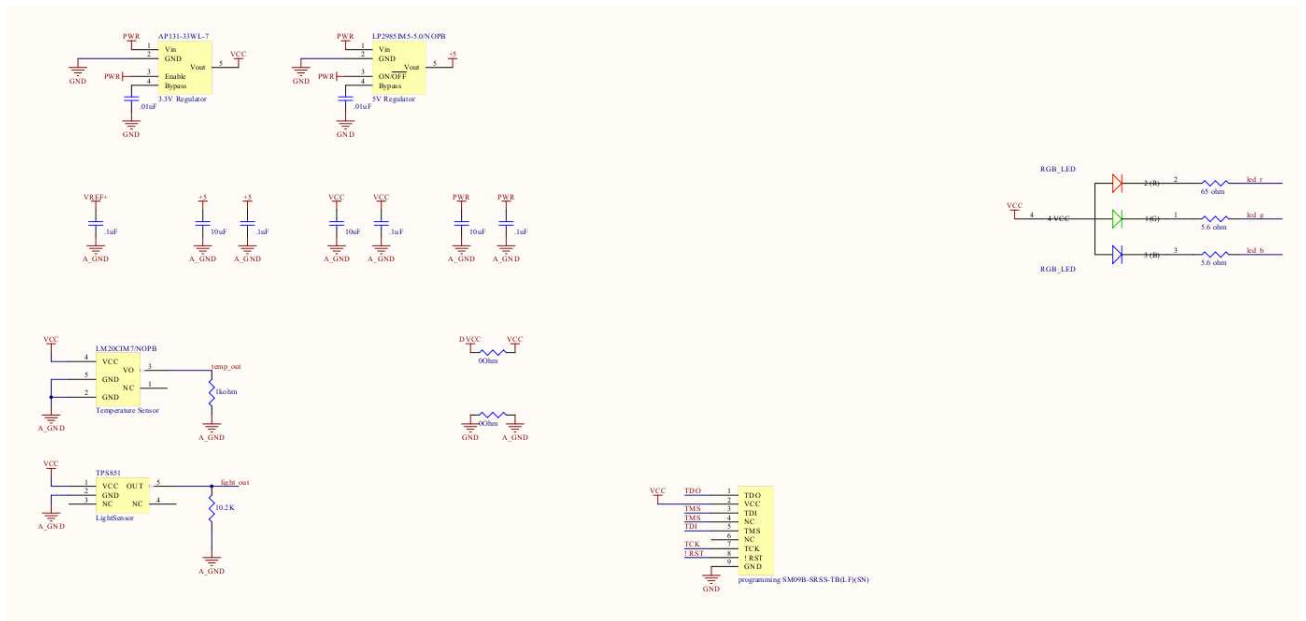 AP131-33WL-7
PWR
1 Vin
2 GND
Vout 5
VCC
PWR
3 Enable
4 Bypass
GND
.01uF
3.3V Regulator
GND
LP2985IM5-5.0/NOPB
PWR
1 Vin
2 GND
Vout 5
+5
PWR
3 ON/OFF
4 Bypass
GND
.01uF
5V Regulator
GND
RGB_LED
VCC
4 4 VCC
2 (R) 2
65 ohm
led_r
1 (G) 1
5.6 ohm
led_g
3 (B) 3
5.6 ohm
led_b
RGB_LED
VREF+ +5 +5 VCC VCC PWR PWR
.1uF 10uF .1uF 10uF .1uF 10uF .1uF
A_GND A_GND A_GND A_GND A_GND A_GND A_GND
VCC
LM20CIM7/NOPB
4 VCC
VO 3
temp_out
5 GND
NC 1
2 GND
1kohm
Temperature Sensor
A_GND
A_GND
DVCC VCC
0Ohm
0Ohm
GND A_GND
VCC
TPS851
1 VCC OUT 5
light_out
2 GND
3 NC NC 4
10.2K
LightSensor
A_GND
A_GND
VCC
TDO 1 TDO
2 VCC
TMS 3 TDI
TMS 4 NC
TDI 5 TMS
6 NC
TCK 7 TCK
!RST 8 !RST
9 GND
GND
programming SM09B-SRSS-TB(LF)(SN)